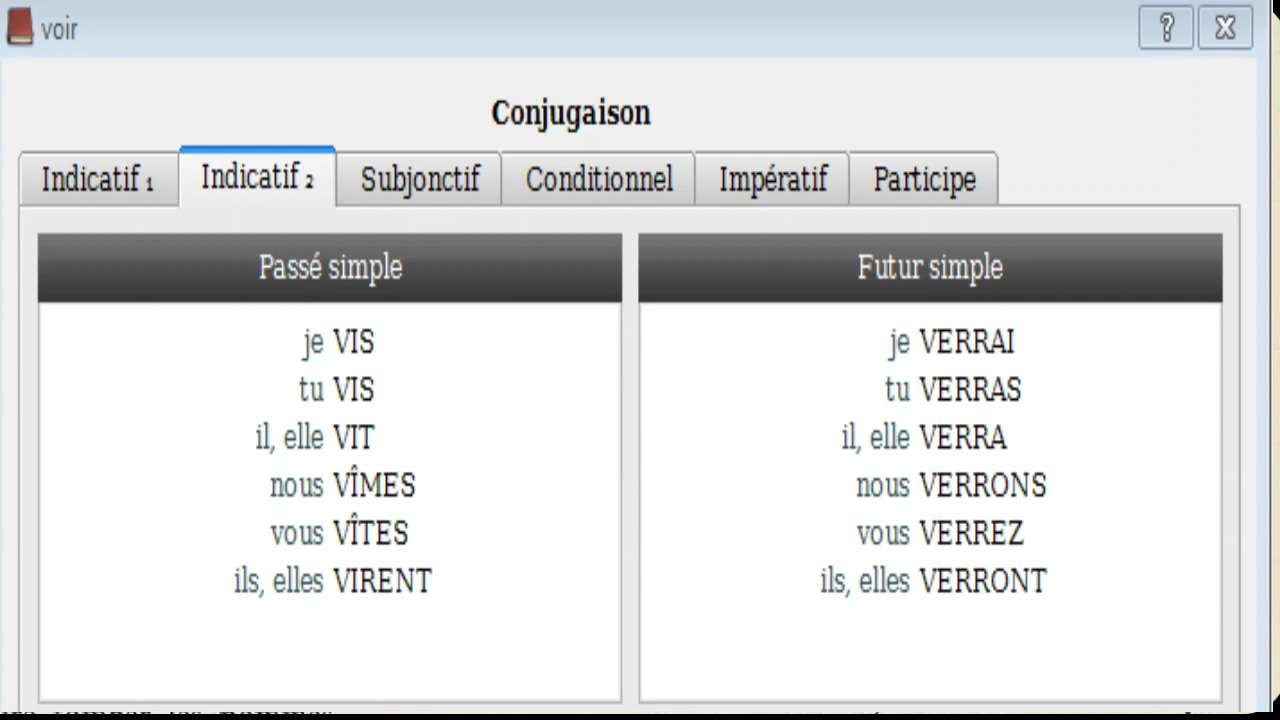 voir
Conjugaison
Indicatif 1 Indicatif 2 Subjonctif Conditionnel Impératif Participe
Passé simple
je VIS
tu VIS
il, elle VIT
nous VÎMES
vous VÎTES
ils, elles VIRENT
Futur simple
je VERRAI
tu VERRAS
il, elle VERRA
nous VERRONS
vous VERREZ
ils, elles VERRONT